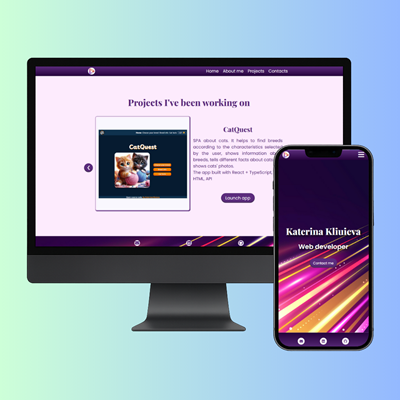 Home About me Projects Contacts
Projects I've been working on
CatQuest
CatQuest
SPA about cats. It helps to find breeds
according to the characteristics selected
by the user, shows information about
breeds, tells different facts about cats,
shows cats' photos.
The app built with React + TypeScript,
HTML, API
Launch app
Katerina Kliuieva
Web developer
Contact me